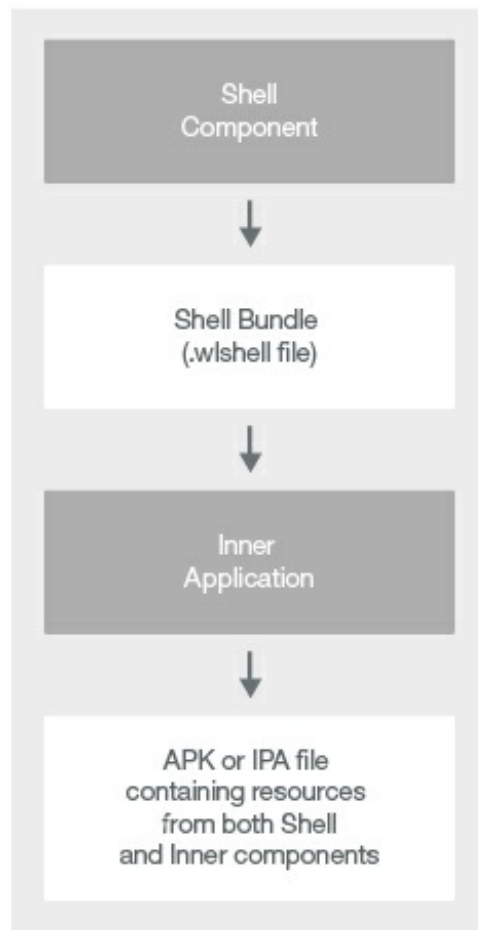 Shell
Component
Shell Bundle
(.wlshell file)
Inner
Application
APK or IPA file
containing resources
from both Shell
and Inner components